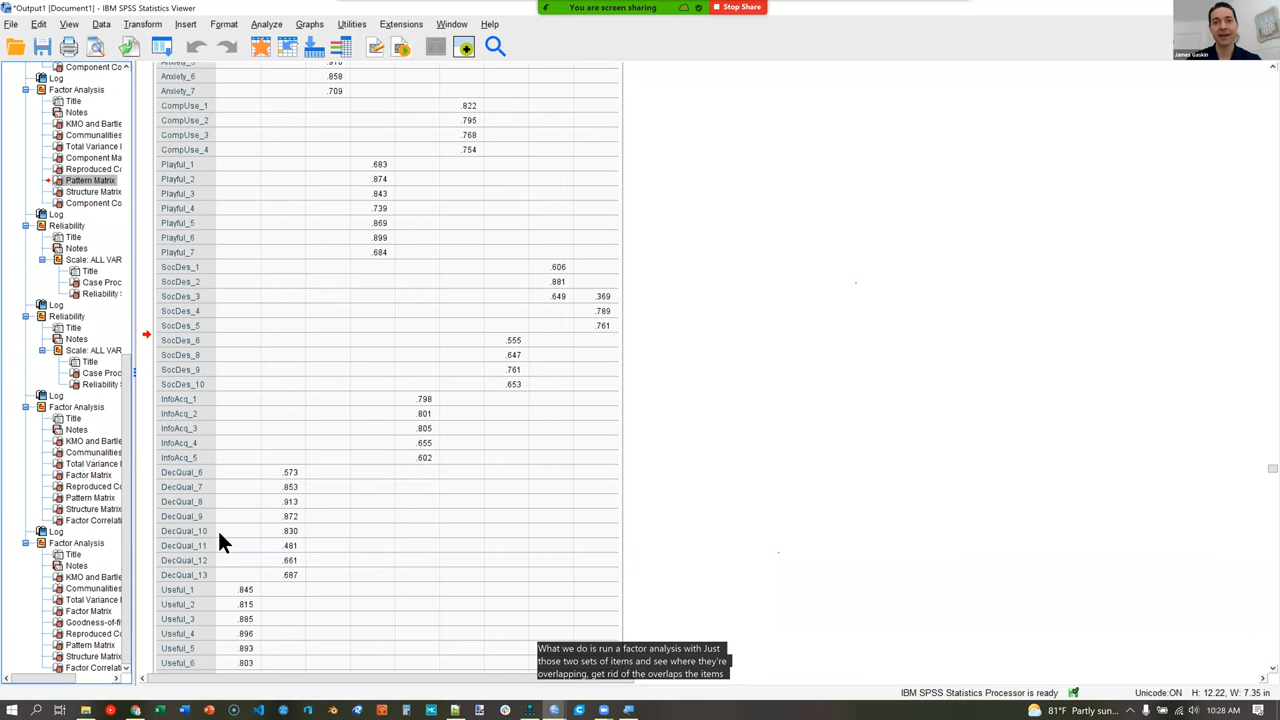 *Output1 [Document1] - IBM SPSS Statistics Viewer
You are screen sharing
Stop Share
File Edit View Data Transform Insert Format Analyze Graphs Utilities Extensions Window Help
James Gaskin
Component Co
Log
Factor Analysis
Title
Notes
KMO and Bartle
Communalities
Total Variance
Component Ma
Reproduced Co
Pattern Matrix
Structure Matrix
Component Co
Log
Reliability
Title
Notes
Scale: ALL VAR
Title
Case Proc
Reliability
Log
Reliability
Title
Notes
Scale: ALL VAR
Title
Case Proc
Reliability
Log
Factor Analysis
Title
Notes
KMO and Bartle
Communalities
Total Variance
Factor Matrix
Reproduced Co
Pattern Matrix
Structure Matrix
Factor Correlati
Log
Factor Analysis
Title
Notes
KMO and Bartle
Communalities
Total Variance
Factor Matrix
Goodness-of-fi
Reproduced Co
Pattern Matrix
Structure Matrix
Factor Correlati
Anxiety_6 .858
Anxiety_7 .709
CompUse_1 .822
CompUse_2 .795
CompUse_3 .768
CompUse_4 .754
Playful_1 .683
Playful_2 .874
Playful_3 .843
Playful_4 .739
Playful_5 .869
Playful_6 .899
Playful_7 .684
SocDes_1 .606
SocDes_2 .881
SocDes_3 .649 .369
SocDes_4 .789
SocDes_5 .761
SocDes_6 .555
SocDes_8 .647
SocDes_9 .761
SocDes_10 .653
InfoAcq_1 .798
InfoAcq_2 .801
InfoAcq_3 .805
InfoAcq_4 .655
InfoAcq_5 .602
DecQual_6 .573
DecQual_7 .853
DecQual_8 .913
DecQual_9 .872
DecQual_10 .830
DecQual_11 .481
DecQual_12 .661
DecQual_13 .687
Useful_1 .845
Useful_2 .815
Useful_3 .885
Useful_4 .896
Useful_5 .893
Useful_6 .803
What we do is run a factor analysis with Just
those two sets of items and see where they're
overlapping, get rid of the overlaps the items
IBM SPSS Statistics Processor is ready
Unicode:ON H: 12.22, W: 7.35 in
81°F Partly sun...
10:28 AM